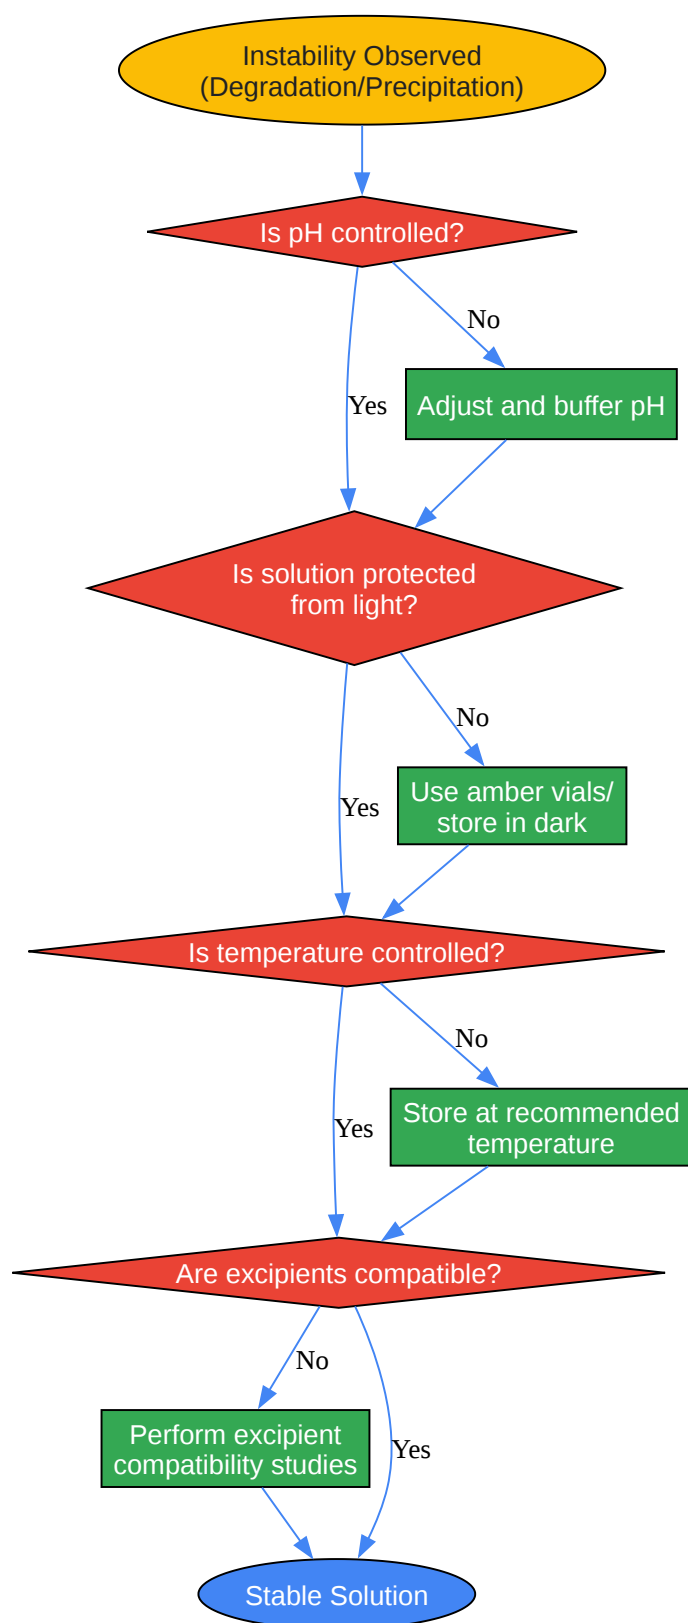 Instability Observed
(Degradation/Precipitation)
Is pH controlled?
No
Yes
Adjust and buffer pH
Is solution protected
from light?
No
Yes
Use amber vials/
store in dark
Is temperature controlled?
No
Yes
Store at recommended
temperature
Are excipients compatible?
No
Yes
Perform excipient
compatibility studies
Stable Solution